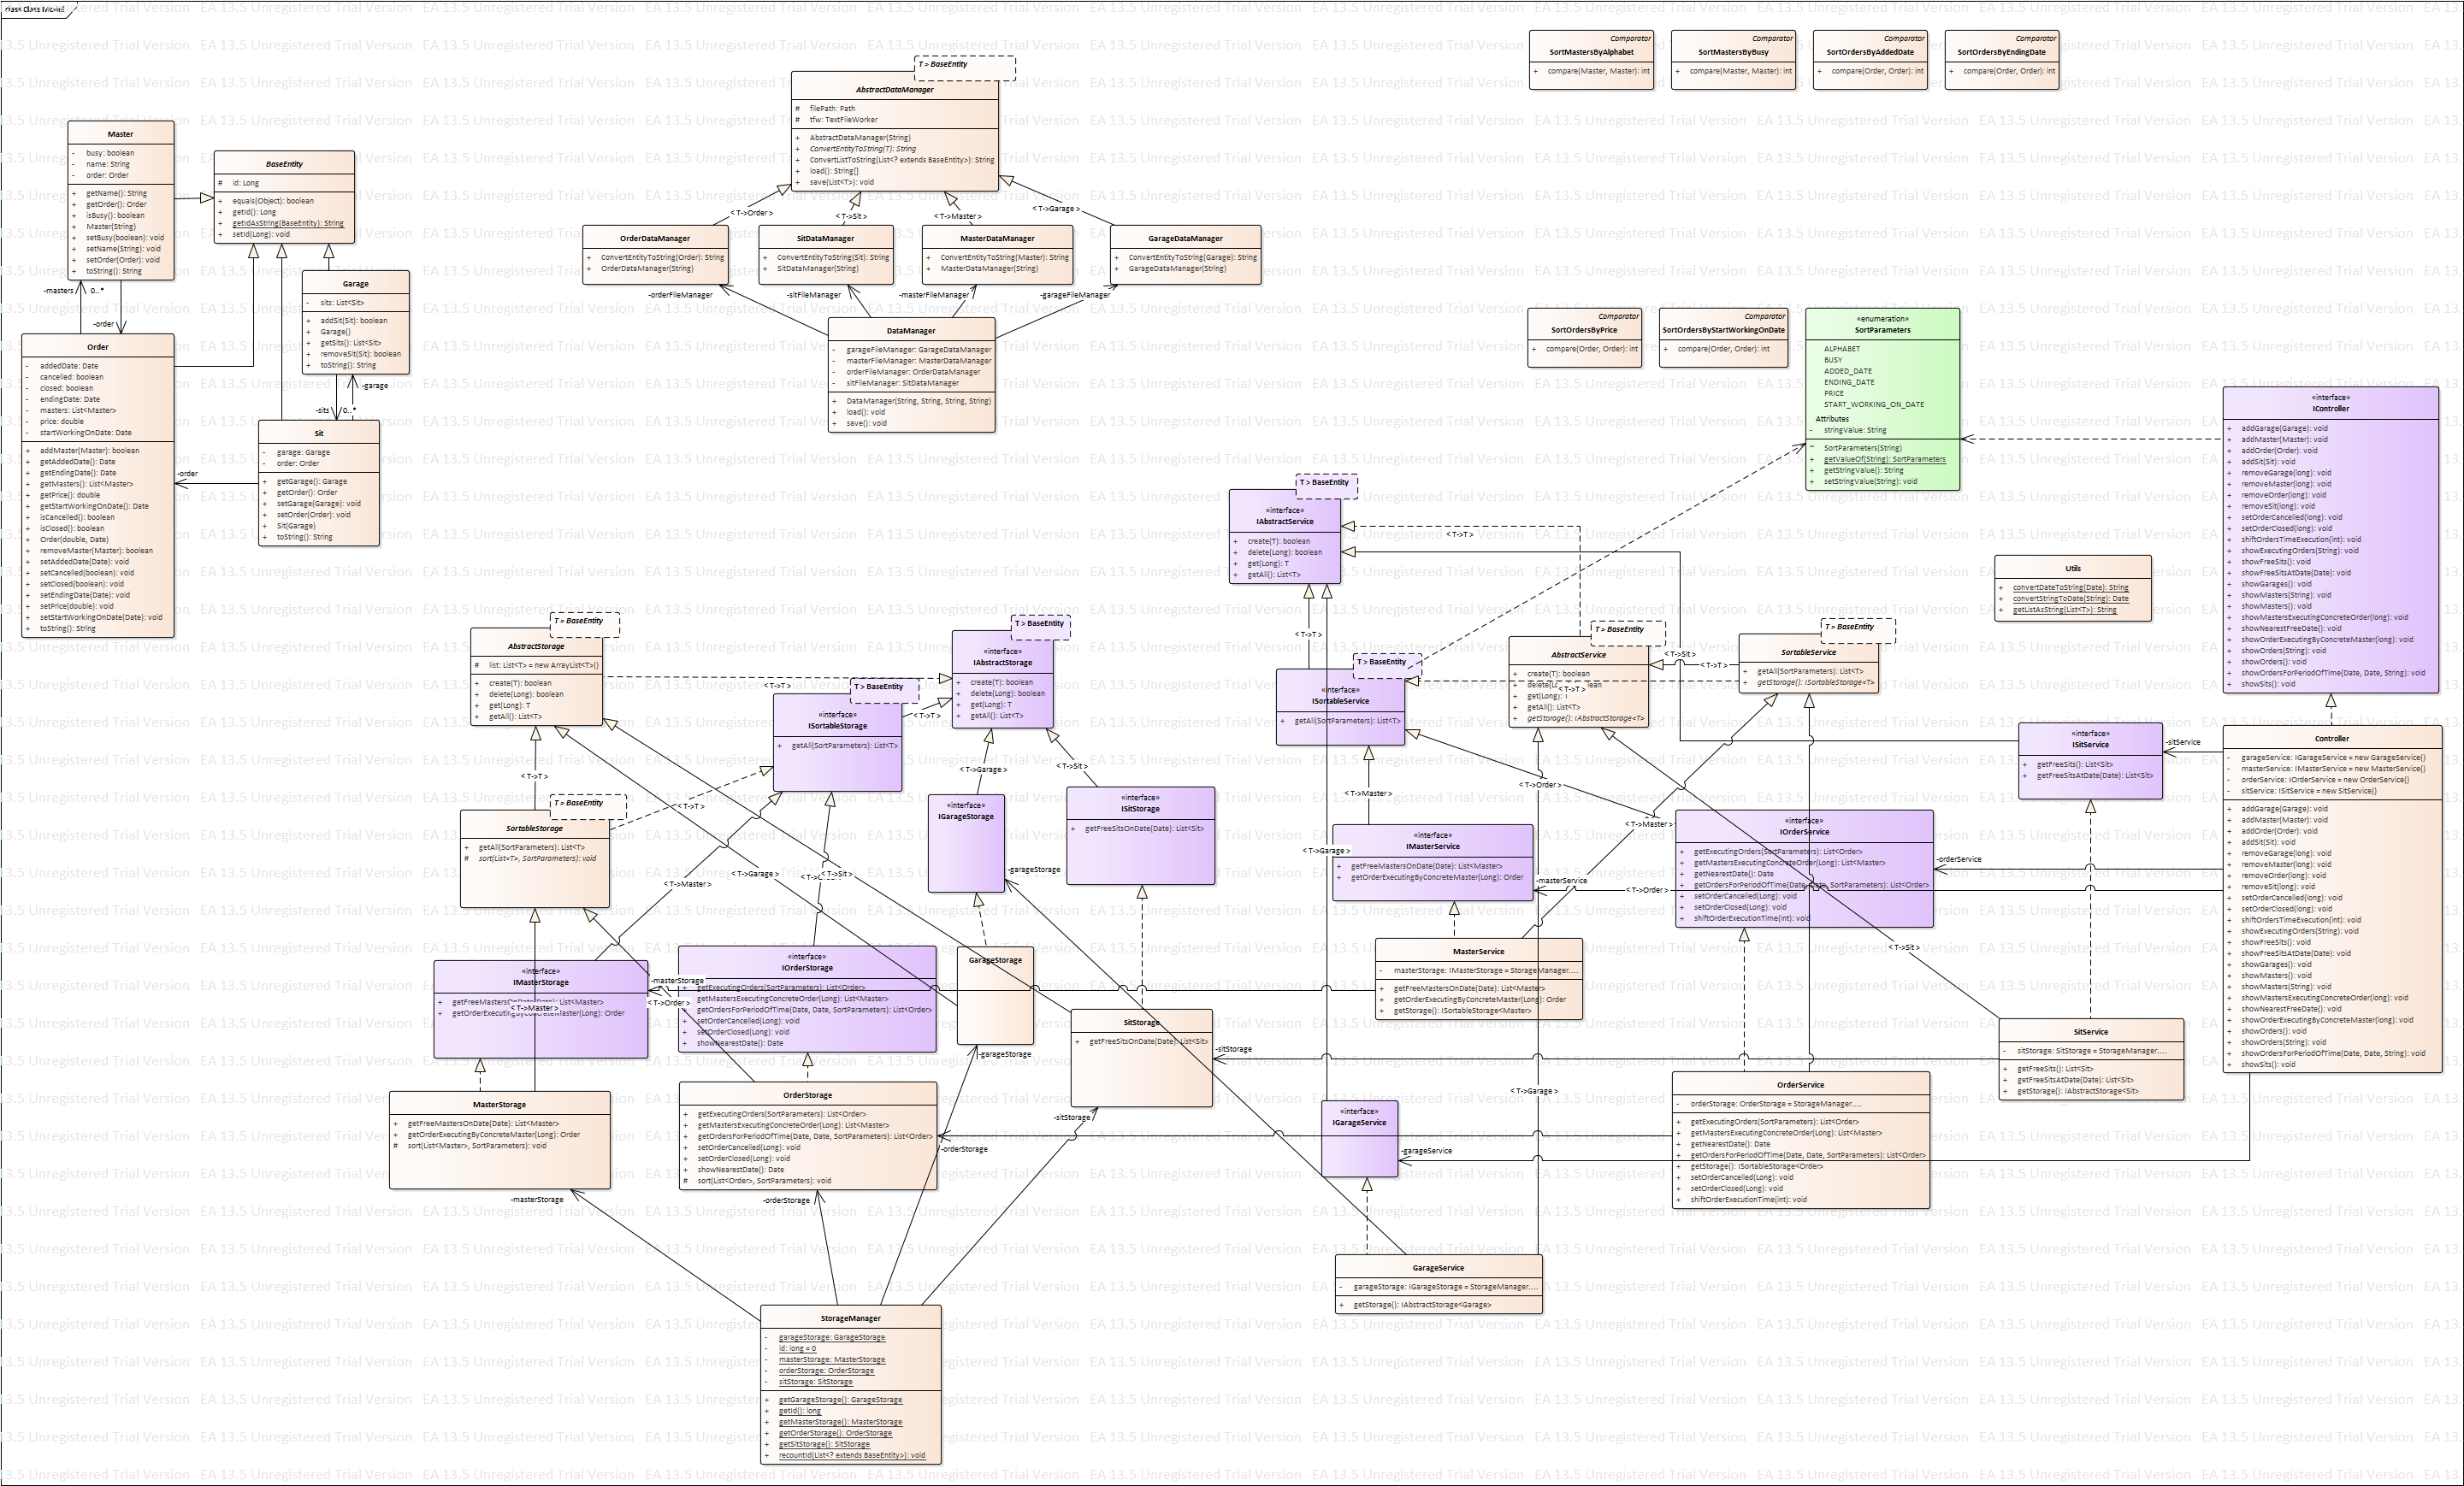 class Class Model
EA 13.5 Unregistered Trial Version
Comparator
SortMastersByAlphabet
+ compare(Master, Master): int
Comparator
SortMastersByBusy
+ compare(Master, Master): int
Comparator
SortOrdersByAddedDate
+ compare(Order, Order): int
Comparator
SortOrdersByEndingDate
+ compare(Order, Order): int
T > BaseEntity
AbstractDataManager
# filePath: Path
# tfw: TextFileWorker
+ AbstractDataManager(String)
+ ConvertEntityToString(T): String
+ ConvertListToString(List<? extends BaseEntity>): String
+ load(): String[]
+ save(List<T>): void
Master
- busy: boolean
- name: String
- order: Order
+ getName(): String
+ getOrder(): Order
+ isBusy(): boolean
+ Master(String)
+ setBusy(boolean): void
+ setName(String): void
+ setOrder(Order): void
+ toString(): String
BaseEntity
# id: Long
+ equals(Object): boolean
+ getId(): Long
+ getIdAsString(BaseEntity): String
+ setId(Long): void
< T->Order >
< T->Sit >
< T->Master >
< T->Garage >
OrderDataManager
+ ConvertEntityToString(Order): String
+ OrderDataManager(String)
SitDataManager
+ ConvertEntityToString(Sit): String
+ SitDataManager(String)
MasterDataManager
+ ConvertEntityToString(Master): String
+ MasterDataManager(String)
GarageDataManager
+ ConvertEntityToString(Garage): String
+ GarageDataManager(String)
Garage
- sits: List<Sit>
+ addSit(Sit): boolean
+ Garage()
+ getSits(): List<Sit>
+ removeSit(Sit): boolean
+ toString(): String
-masters
0..*
-order
-orderFileManager
-sitFileManager
-masterFileManager
-garageFileManager
DataManager
- garageFileManager: GarageDataManager
- masterFileManager: MasterDataManager
- orderFileManager: OrderDataManager
- sitFileManager: SitDataManager
+ DataManager(String, String, String, String)
+ load(): void
+ save(): void
Comparator
SortOrdersByPrice
+ compare(Order, Order): int
Comparator
SortOrdersByStartWorkingOnDate
+ compare(Order, Order): int
«enumeration»
SortParameters
ALPHABET
BUSY
ADDED_DATE
ENDING_DATE
PRICE
START_WORKING_ON_DATE
Attributes
- stringValue: String
~ SortParameters(String)
+ getValueOf(String): SortParameters
+ getStringValue(): String
+ setStringValue(String): void
Order
- addedDate: Date
- cancelled: boolean
- closed: boolean
- endingDate: Date
- masters: List<Master>
- price: double
- startWorkingOnDate: Date
+ addMaster(Master): boolean
+ getAddedDate(): Date
+ getEndingDate(): Date
+ getMasters(): List<Master>
+ getPrice(): double
+ getStartWorkingOnDate(): Date
+ isCancelled(): boolean
+ isClosed(): boolean
+ Order(double, Date)
+ removeMaster(Master): boolean
+ setAddedDate(Date): void
+ setCancelled(boolean): void
+ setClosed(boolean): void
+ setEndingDate(Date): void
+ setPrice(double): void
+ setStartWorkingOnDate(Date): void
+ toString(): String
-garage
-sits
0..*
-order
Sit
- garage: Garage
- order: Order
+ getGarage(): Garage
+ getOrder(): Order
+ setGarage(Garage): void
+ setOrder(Order): void
+ Sit(Garage)
+ toString(): String
«interface»
IController
+ addGarage(Garage): void
+ addMaster(Master): void
+ addOrder(Order): void
+ addSit(Sit): void
+ removeGarage(long): void
+ removeMaster(long): void
+ removeOrder(long): void
+ removeSit(long): void
+ setOrderCancelled(long): void
+ setOrderClosed(long): void
+ shiftOrdersTimeExecution(int): void
+ showExecutingOrders(String): void
+ showFreeSits(): void
+ showFreeSitsAtDate(Date): void
+ showGarages(): void
+ showMasters(String): void
+ showMasters(): void
+ showMastersExecutingConcreteOrder(long): void
+ showNearestFreeDate(): void
+ showOrderExecutingByConcreteMaster(long): void
+ showOrders(String): void
+ showOrders(): void
+ showOrdersForPeriodOfTime(Date, Date, String): void
+ showSits(): void
T > BaseEntity
«interface»
IAbstractService
+ create(T): boolean
+ delete(Long): boolean
+ get(Long): T
+ getAll(): List<T>
< T->T >
Utils
+ convertDateToString(Date): String
+ convertStringToDate(String): Date
+ getListAsString(List<T>): String
T > BaseEntity
AbstractStorage
# list: List<T> = new ArrayList<T>()
+ create(T): boolean
+ delete(Long): boolean
+ get(Long): T
+ getAll(): List<T>
T > BaseEntity
«interface»
IAbstractStorage
+ create(T): boolean
+ delete(Long): boolean
+ get(Long): T
+ getAll(): List<T>
< T->T >
T > BaseEntity
«interface»
ISortableStorage
+ getAll(SortParameters): List<T>
< T->T >
< T->T >
T > BaseEntity
«interface»
ISortableService
+ getAll(SortParameters): List<T>
T > BaseEntity
AbstractService
+ create(T): boolean
+ get(Long): T
+ getAll(): List<T>
+ getStorage(): IAbstractStorage<T>
< T->T >
< T->Sit >
< T->T >
T > BaseEntity
SortableService
+ getAll(SortParameters): List<T>
+ getStorage(): ISortableStorage<T>
«interface»
ISitService
+ getFreeSits(): List<Sit>
+ getFreeSitsAtDate(Date): List<Sit>
-sitService
Controller
- garageService: IGarageService = new GarageService()
- masterService: IMasterService = new MasterService()
- orderService: IOrderService = new OrderService()
- sitService: ISitService = new SitService()
+ addGarage(Garage): void
+ addMaster(Master): void
+ addOrder(Order): void
+ addSit(Sit): void
+ removeGarage(long): void
+ removeMaster(long): void
+ removeOrder(long): void
+ removeSit(long): void
+ setOrderCancelled(long): void
+ setOrderClosed(long): void
+ shiftOrdersTimeExecution(int): void
+ showExecutingOrders(String): void
+ showFreeSits(): void
+ showFreeSitsAtDate(Date): void
+ showGarages(): void
+ showMasters(): void
+ showMasters(String): void
+ showMastersExecutingConcreteOrder(long): void
+ showNearestFreeDate(): void
+ showOrderExecutingByConcreteMaster(long): void
+ showOrders(): void
+ showOrders(String): void
+ showOrdersForPeriodOfTime(Date, Date, String): void
+ showSits(): void
< T->T >
< T->Garage >
< T->Sit >
T > BaseEntity
SortableStorage
+ getAll(SortParameters): List<T>
# sort(List<T>, SortParameters): void
< T->T >
«interface»
IGarageStorage
«interface»
ISitStorage
+ getFreeSitsOnDate(Date): List<Sit>
< T->Master >
< T->Order >
«interface»
IMasterService
+ getFreeMastersOnDate(Date): List<Master>
+ getOrderExecutingByConcreteMaster(Long): Order
< T->Master >
«interface»
IOrderService
+ getExecutingOrders(SortParameters): List<Order>
+ getMastersExecutingConcreteOrder(Long): List<Master>
+ getNearestDate(): Date
+ getOrdersForPeriodOfTime(Date, Date, SortParameters): List<Order>
+ setOrderCancelled(Long): void
+ setOrderClosed(Long): void
+ shiftOrderExecutionTime(int): void
-orderService
< T->Garage >
-masterService
< T->Order >
< T->Master >
< T->Garage >
< T->Sit >
-garageStorage
< T->Sit >
«interface»
IMasterStorage
+ getFreeMastersOnDate(Date): List<Master>
+ getOrderExecutingByConcreteMaster(Long): Order
< T->Master >
-masterStorage
< T->Order >
«interface»
IOrderStorage
+ getExecutingOrders(SortParameters): List<Order>
+ getMastersExecutingConcreteOrder(Long): List<Master>
+ getOrdersForPeriodOfTime(Date, Date, SortParameters): List<Order>
+ setOrderCancelled(Long): void
+ setOrderClosed(Long): void
+ showNearestDate(): Date
GarageStorage
-garageStorage
SitStorage
+ getFreeSitsOnDate(Date): List<Sit>
-sitStorage
MasterService
- masterStorage: IMasterStorage = StorageManager....
+ getFreeMastersOnDate(Date): List<Master>
+ getOrderExecutingByConcreteMaster(Long): Order
+ getStorage(): ISortableStorage<Master>
SitService
- sitStorage: SitStorage = StorageManager....
+ getFreeSits(): List<Sit>
+ getFreeSitsAtDate(Date): List<Sit>
+ getStorage(): IAbstractStorage<Sit>
MasterStorage
+ getFreeMastersOnDate(Date): List<Master>
+ getOrderExecutingByConcreteMaster(Long): Order
# sort(List<Master>, SortParameters): void
OrderStorage
+ getExecutingOrders(SortParameters): List<Order>
+ getMastersExecutingConcreteOrder(Long): List<Master>
+ getOrdersForPeriodOfTime(Date, Date, SortParameters): List<Order>
+ setOrderCancelled(Long): void
+ setOrderClosed(Long): void
+ showNearestDate(): Date
# sort(List<Order>, SortParameters): void
-sitStorage
-orderStorage
< T->Garage >
«interface»
IGarageService
-garageService
OrderService
- orderStorage: OrderStorage = StorageManager....
+ getExecutingOrders(SortParameters): List<Order>
+ getMastersExecutingConcreteOrder(Long): List<Master>
+ getNearestDate(): Date
+ getOrdersForPeriodOfTime(Date, Date, SortParameters): List<Order>
+ getStorage(): ISortableStorage<Order>
+ setOrderCancelled(Long): void
+ setOrderClosed(Long): void
+ shiftOrderExecutionTime(int): void
-masterStorage
-orderStorage
GarageService
- garageStorage: IGarageStorage = StorageManager....
+ getStorage(): IAbstractStorage<Garage>
StorageManager
- garageStorage: GarageStorage
- id: long = 0
- masterStorage: MasterStorage
- orderStorage: OrderStorage
- sitStorage: SitStorage
+ getGarageStorage(): GarageStorage
+ getId(): long
+ getMasterStorage(): MasterStorage
+ getOrderStorage(): OrderStorage
+ getSitStorage(): SitStorage
+ recountId(List<? extends BaseEntity>): void